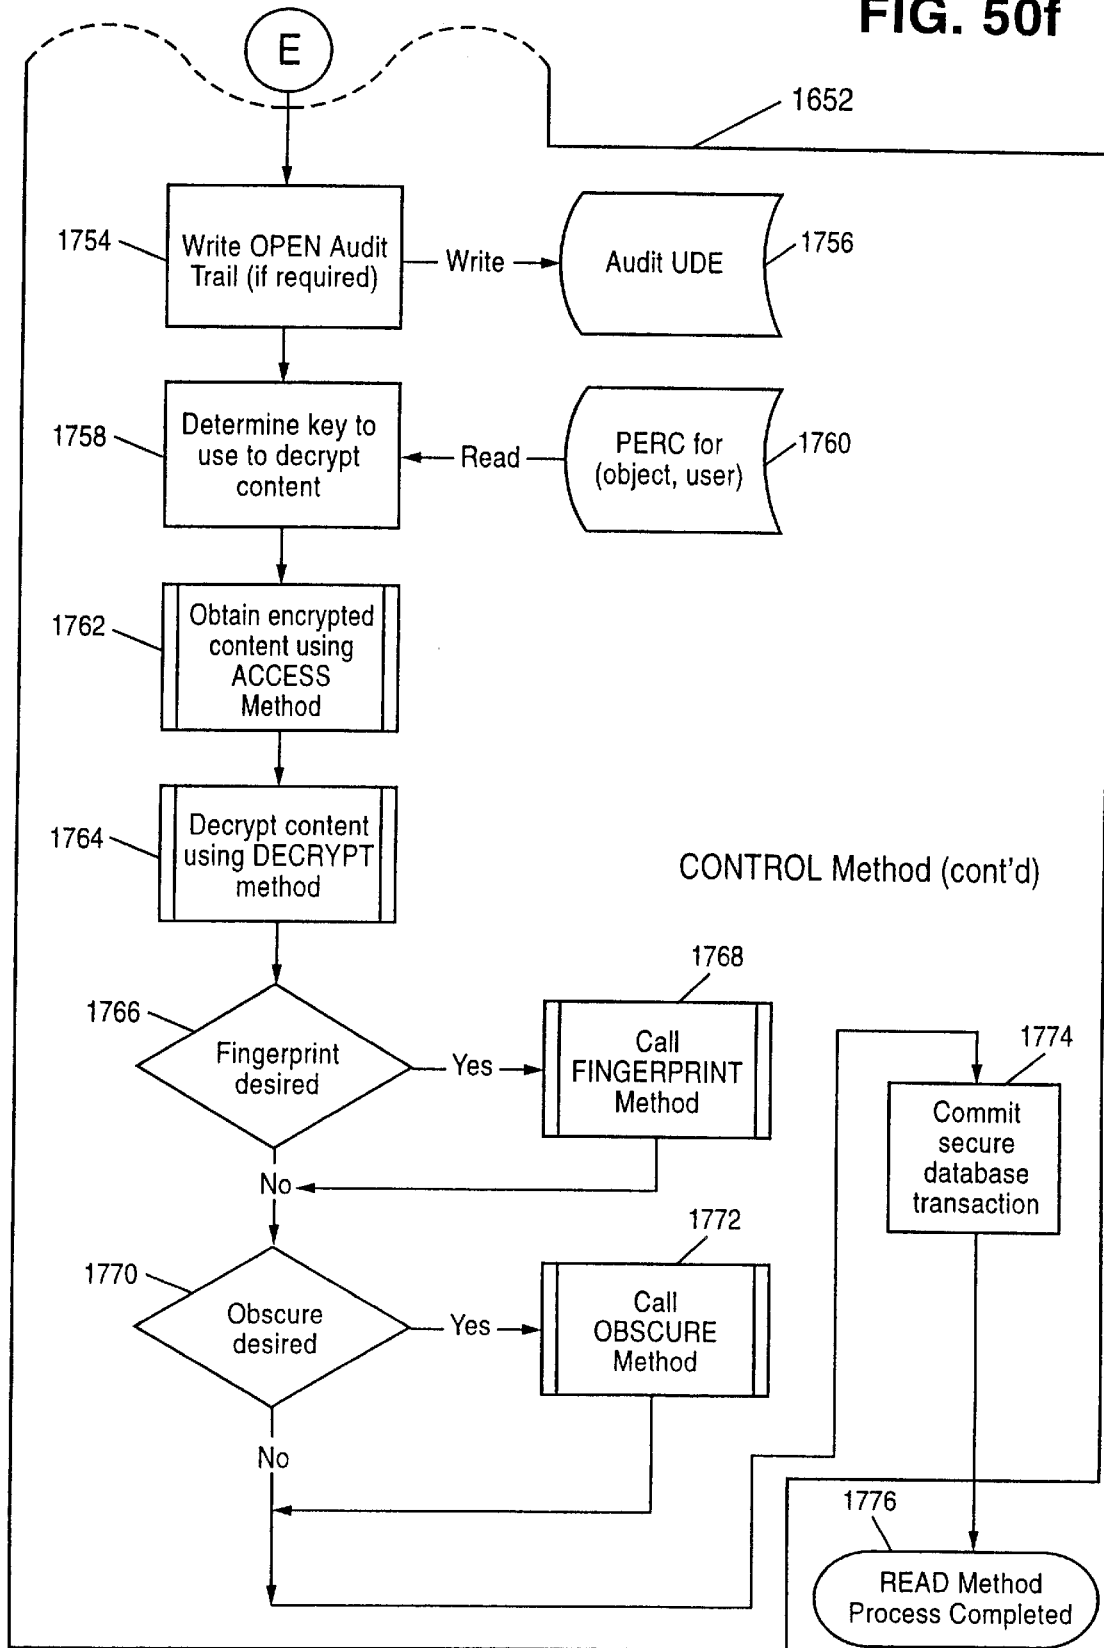 FIG. 50f
E
1652
1754
Write OPEN Audit
Trail (if required)
Write
Audit UDE
1756
1758
Determine key to
use to decrypt
content
Read
PERC for
(object, user)
1760
1762
Obtain encrypted
content using
ACCESS
Method
1764
Decrypt content
using DECRYPT
method
CONTROL Method (cont'd)
1766
Fingerprint
desired
Yes
1768
Call
FINGERPRINT
Method
No
1770
Obscure
desired
Yes
1772
Call
OBSCURE
Method
No
1774
Commit
secure
database
transaction
1776
READ Method
Process Completed